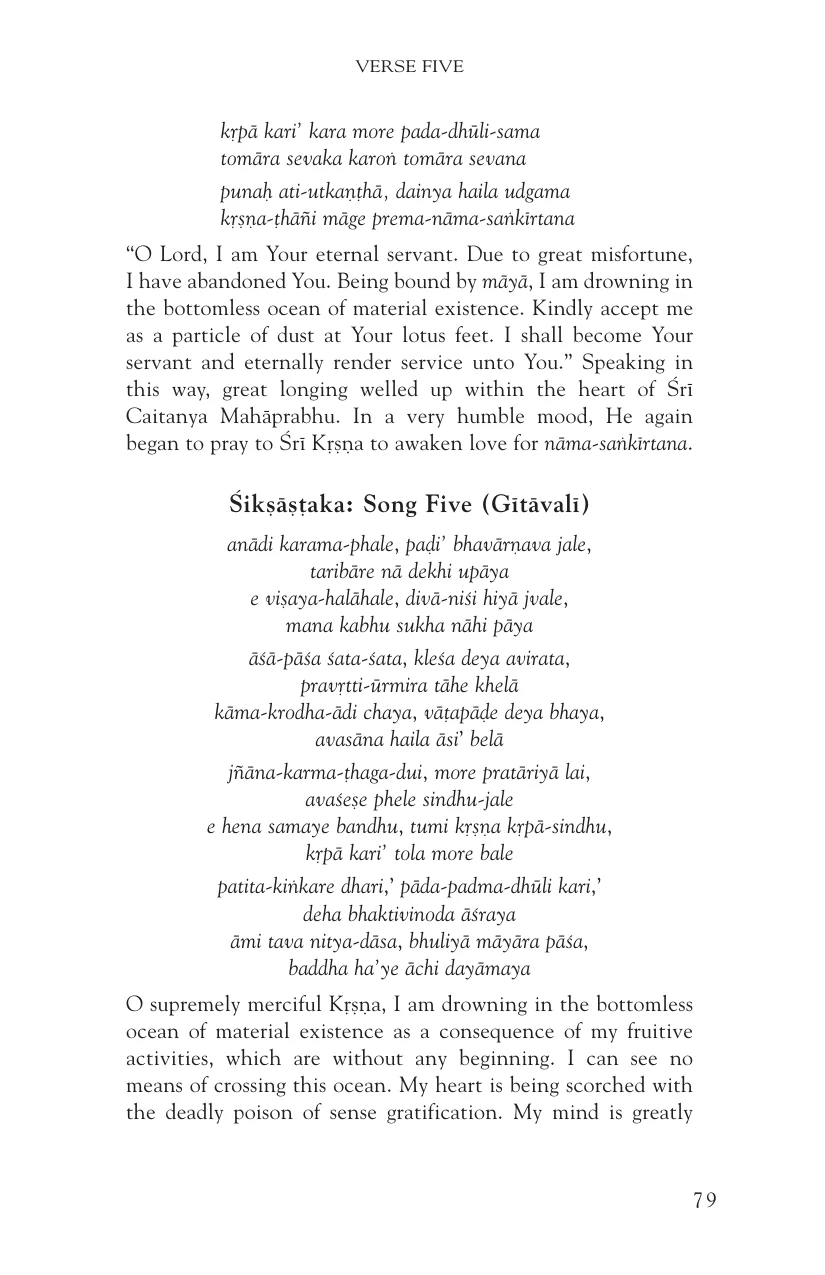 VERSE FIVE
kṛpā kari’ kara more pada-dhūli-sama
tomāra sevaka karoṅ tomāra sevana
punaḥ ati-utkaṇṭhā, dainya haila udgama
kṛṣṇa-ṭhāñi māge prema-nāma-saṅkīrtana
“O Lord, I am Your eternal servant. Due to great misfortune,
I have abandoned You. Being bound by māyā, I am drowning in
the bottomless ocean of material existence. Kindly accept me
as a particle of dust at Your lotus feet. I shall become Your
servant and eternally render service unto You.” Speaking in
this way, great longing welled up within the heart of Śrī
Caitanya Mahāprabhu. In a very humble mood, He again
began to pray to Śrī Kṛṣṇa to awaken love for nāma-saṅkīrtana.
Śikṣāṣṭaka: Song Five (Gītāvalī)
anādi karama-phale, paḍi’ bhavārṇava jale,
taribāre nā dekhi upāya
e viṣaya-halāhale, divā-niśi hiyā jvale,
mana kabhu sukha nāhi pāya
āśā-pāśa śata-śata, kleśa deya avirata,
pravṛtti-ūrmira tāhe khelā
kāma-krodha-ādi chaya, vāṭapāḍe deya bhaya,
avasāna haila āsi’ belā
jñāna-karma-ṭhaga-dui, more pratāriyā lai,
avaśeṣe phele sindhu-jale
e hena samaye bandhu, tumi kṛṣṇa kṛpā-sindhu,
kṛpā kari’ tola more bale
patita-kiṅkare dhari,’ pāda-padma-dhūli kari,’
deha bhaktivinoda āśraya
āmi tava nitya-dāsa, bhuliyā māyāra pāśa,
baddha ha’ye āchi dayāmaya
O supremely merciful Kṛṣṇa, I am drowning in the bottomless
ocean of material existence as a consequence of my fruitive
activities, which are without any beginning. I can see no
means of crossing this ocean. My heart is being scorched with
the deadly poison of sense gratification. My mind is greatly
79